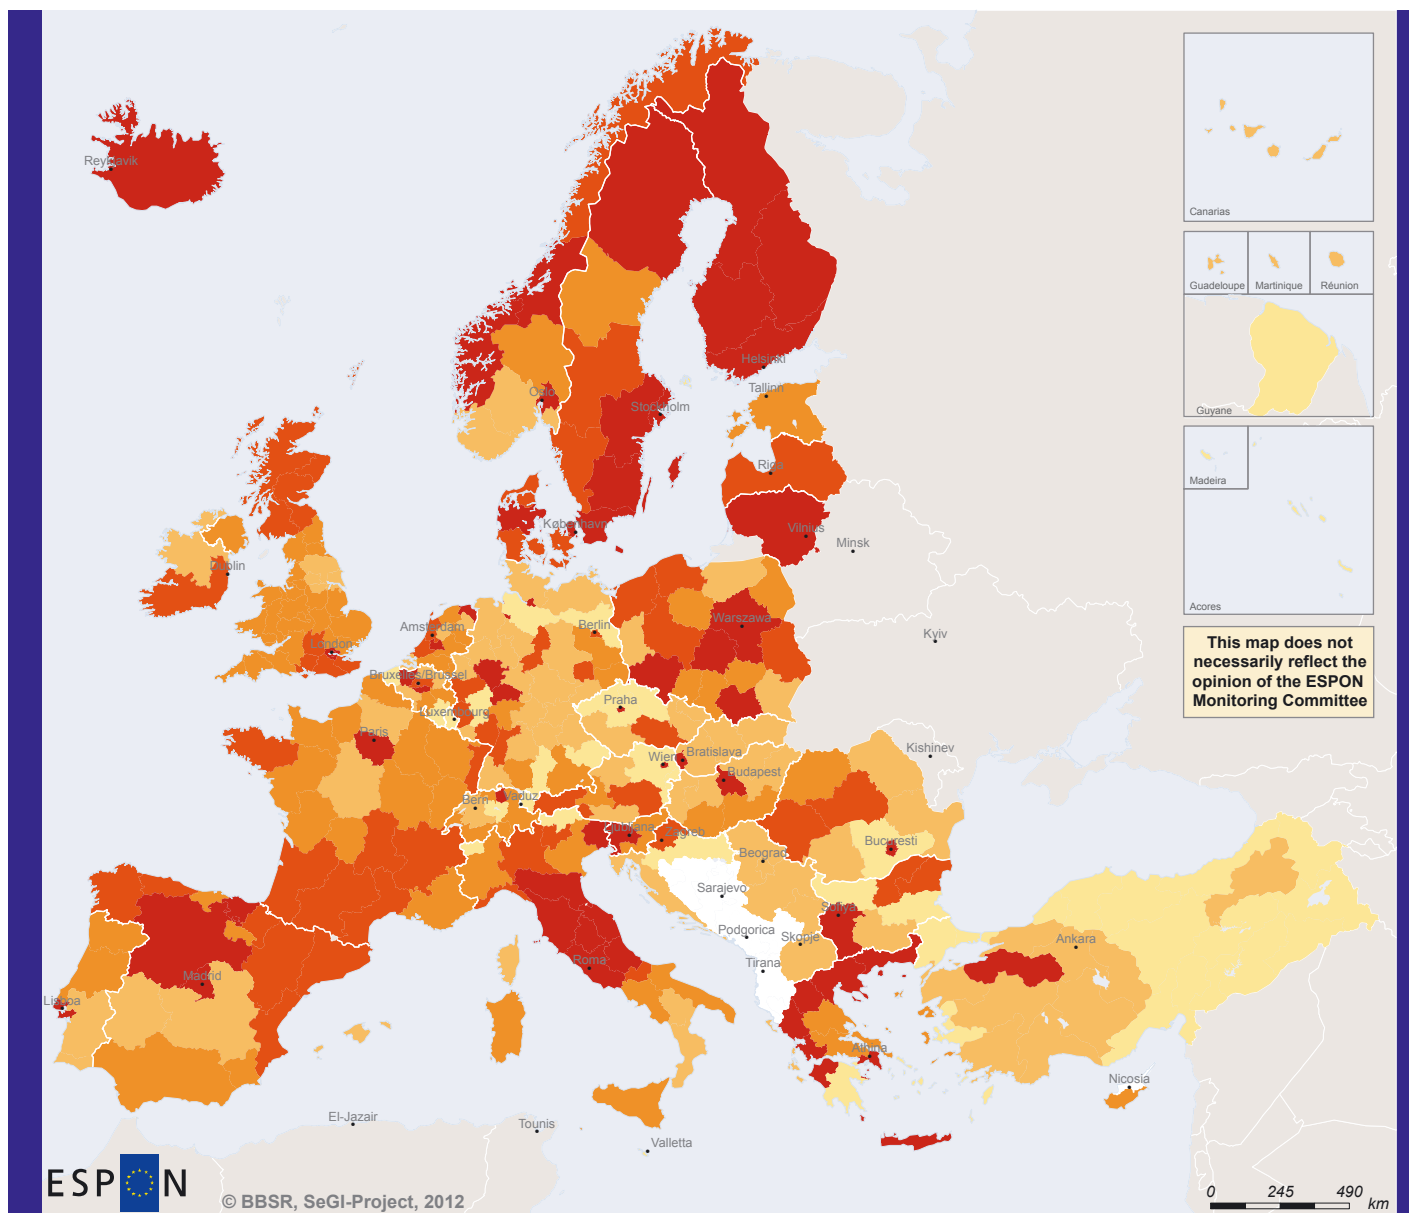 Reykjavik
Canarias
Guadeloupe
Martinique
Réunion
Guyane
Helsinki
Tallinn
Oslo
Stockholm
Riga
Madeira
København
Vilnius
Minsk
Dublin
Acores
Amsterdam
Berlin
Warszawa
Kyiv
London
This map does not
necessarily reflect the
opinion of the ESPON
Monitoring Committee
Bruxelles/Brüssel
Praha
Luxembourg
Paris
Kishinev
Wien
Bratislava
Budapest
Bern
Vaduz
Ljubljana
Zagreb
Bucuresti
Beograd
Sarajevo
Sofiya
Podgorica
Skopje
Ankara
Roma
Tirana
Madrid
Lisboa
Athina
Nicosia
El-Jazair
Tounis
Valletta
ESPON
© BBSR, SeGI-Project, 2012
0 245 490
km